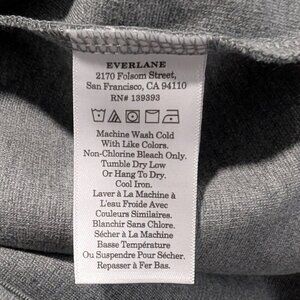 EVERLANE
2170 Folsom Street,
San Francisco, CA 94110
RN# 139393
Machine Wash Cold
With Like Colors.
Non-Chlorine Bleach Only.
Tumble Dry Low
Or Hang To Dry.
Cool Iron.
Laver à La Machine à
L'eau Froide Avec
Couleurs Similaires.
Blanchir Sans Chlore.
Sécher à La Machine
Basse Température
Ou Suspendre Pour Sécher.
Repasser à Fer Bas.